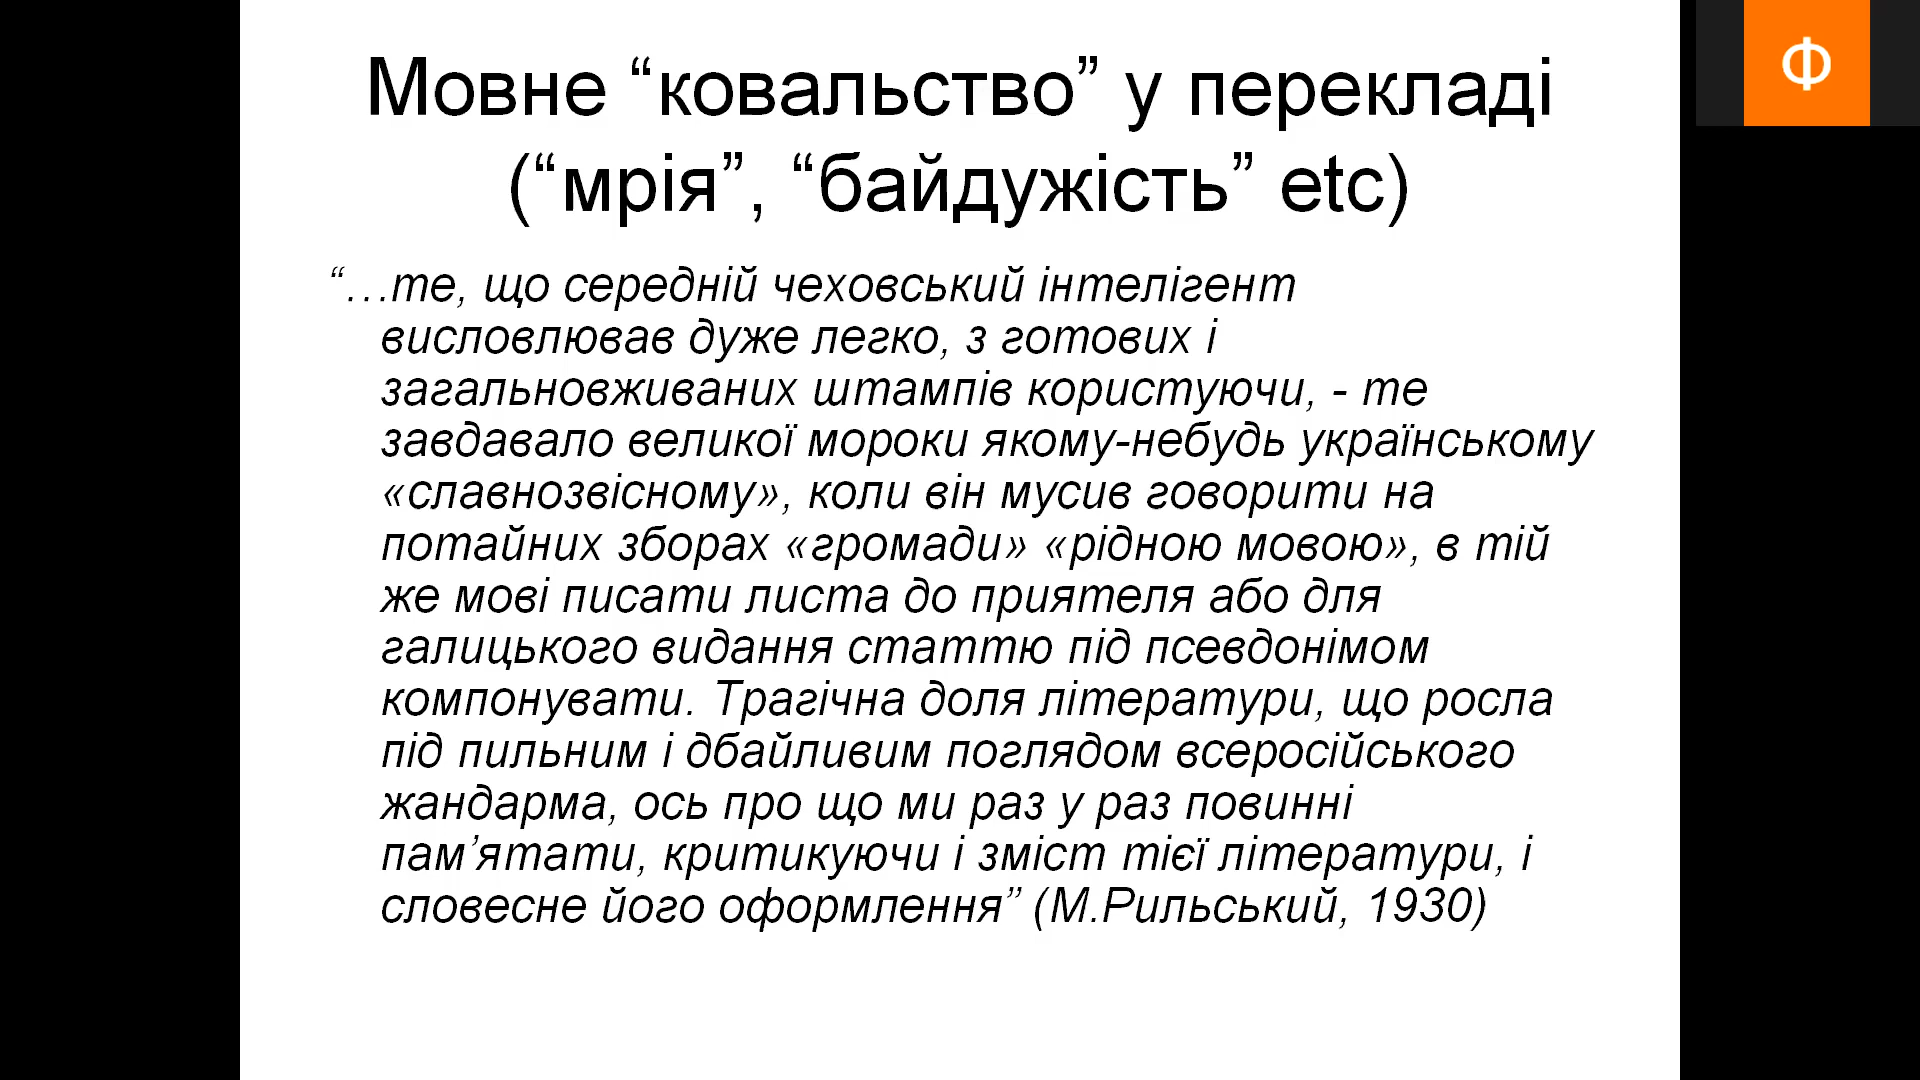 Мовне “ковальство” у перекладі
(“мрія”, “байдужість” etc)
“…те, що середній чеховський інтелігент
висловлював дуже легко, з готових і
загальновживаних штампів користуючи, - те
завдавало великої мороки якому-небудь українському
«славнозвісному», коли він мусив говорити на
потайних зборах «громади» «рідною мовою», в тій
же мові писати листа до приятеля або для
галицького видання статтю під псевдонімом
компонувати. Трагічна доля літератури, що росла
під пильним і дбайливим поглядом всеросійського
жандарма, ось про що ми раз у раз повинні
пам’ятати, критикуючи і зміст тієї літератури, і
словесне його оформлення” (М.Рильський, 1930)
Ф